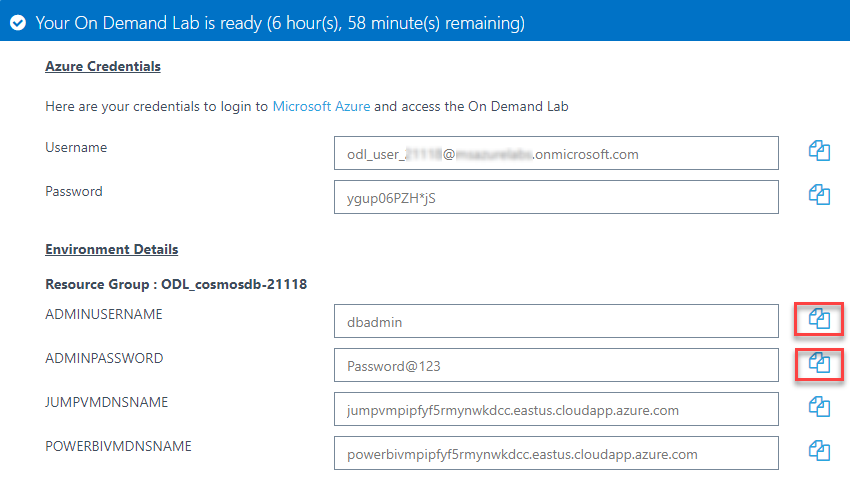 Your On Demand Lab is ready (6 hour(s), 58 minute(s) remaining)
Azure Credentials
Here are your credentials to login to Microsoft Azure and access the On Demand Lab
Username
odl_user_ @ .onmicrosoft.com
Password
ygup06PZH*jS
Environment Details
Resource Group : ODL_cosmosdb-21118
ADMINUSERNAME
dbadmin
ADMINPASSWORD
Password@123
JUMPVMDNSNAME
jumpvmpipfyf5rmynwkdcc.eastus.cloudapp.azure.com
POWERBIVMDNSNAME
powerbivmpipfyf5rmynwkdcc.eastus.cloudapp.azure.com